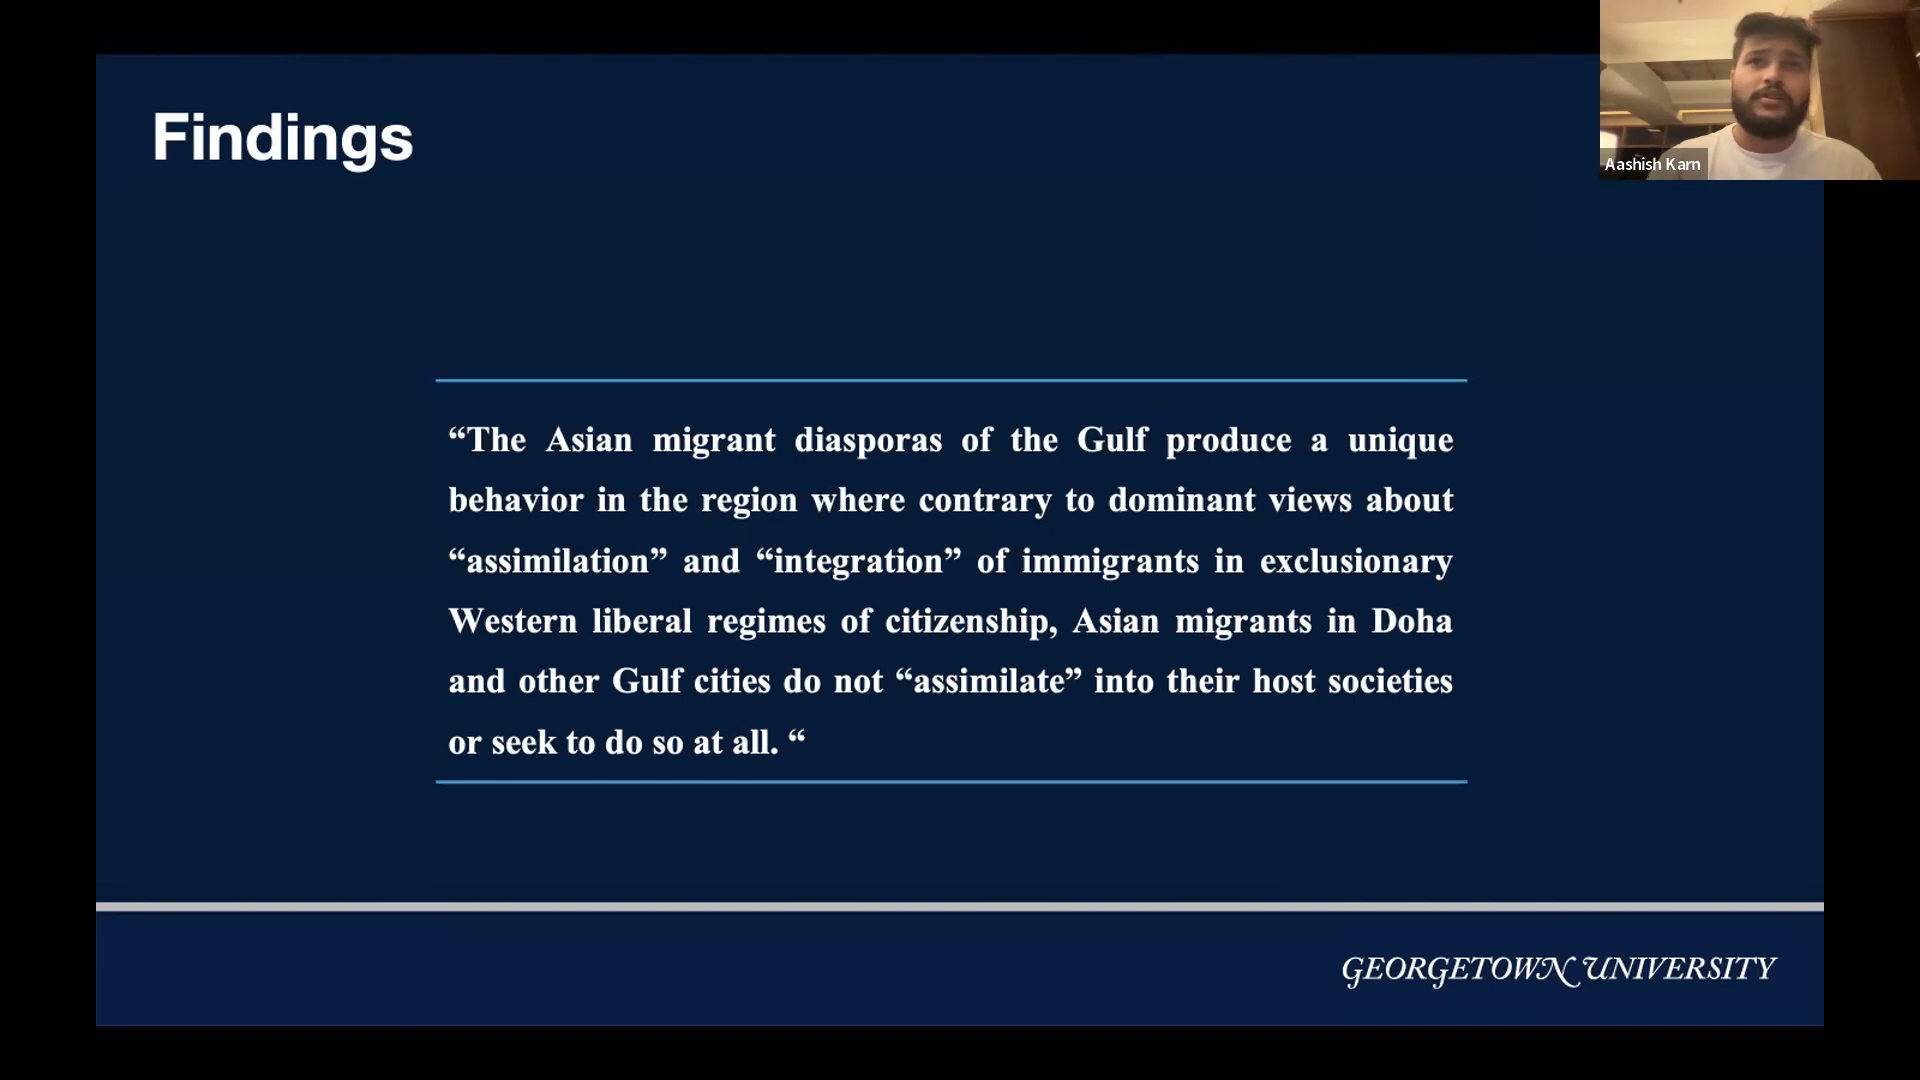 Findings
Aashish Karn
“The Asian migrant diasporas of the Gulf produce a unique
behavior in the region where contrary to dominant views about
“assimilation” and “integration” of immigrants in exclusionary
Western liberal regimes of citizenship, Asian migrants in Doha
and other Gulf cities do not “assimilate” into their host societies
or seek to do so at all. “
GEORGETOWN UNIVERSITY